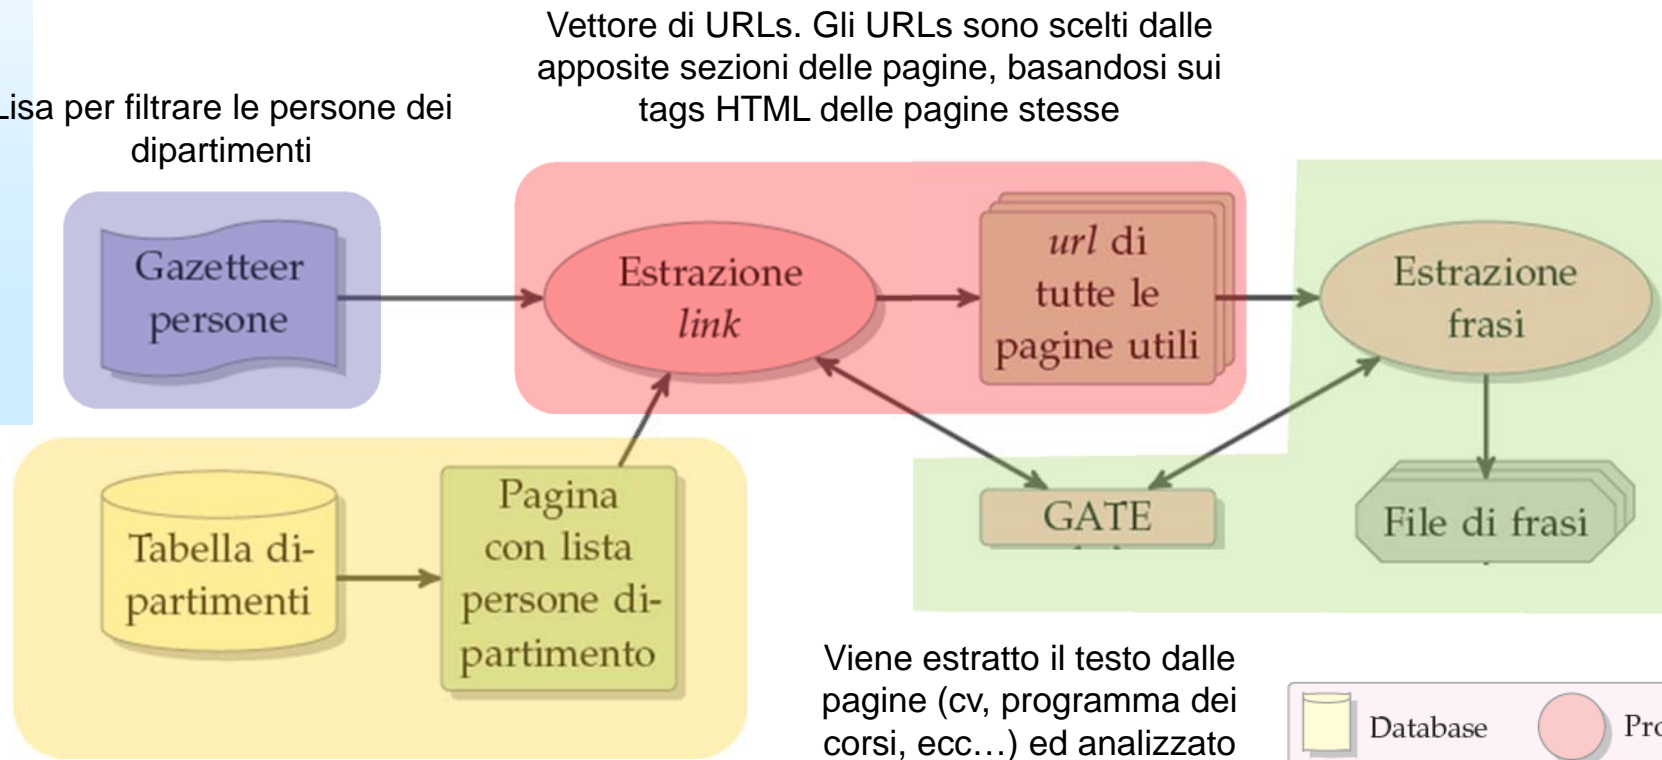 Vettore di URLs. Gli URLs sono scelti dalle
apposite sezioni delle pagine, basandosi sui
tags HTML delle pagine stesse
Lisa per filtrare le persone dei
dipartimenti
Gazetteer
persone
Estrazione
link
url di
tutte le
pagine utili
Estrazione
frasi
Tabella di-
partimenti
Pagina
con lista
persone di-
partimento
GATE
File di frasi
Viene estratto il testo dalle
pagine (cv, programma dei
corsi, ecc...) ed analizzato
Database